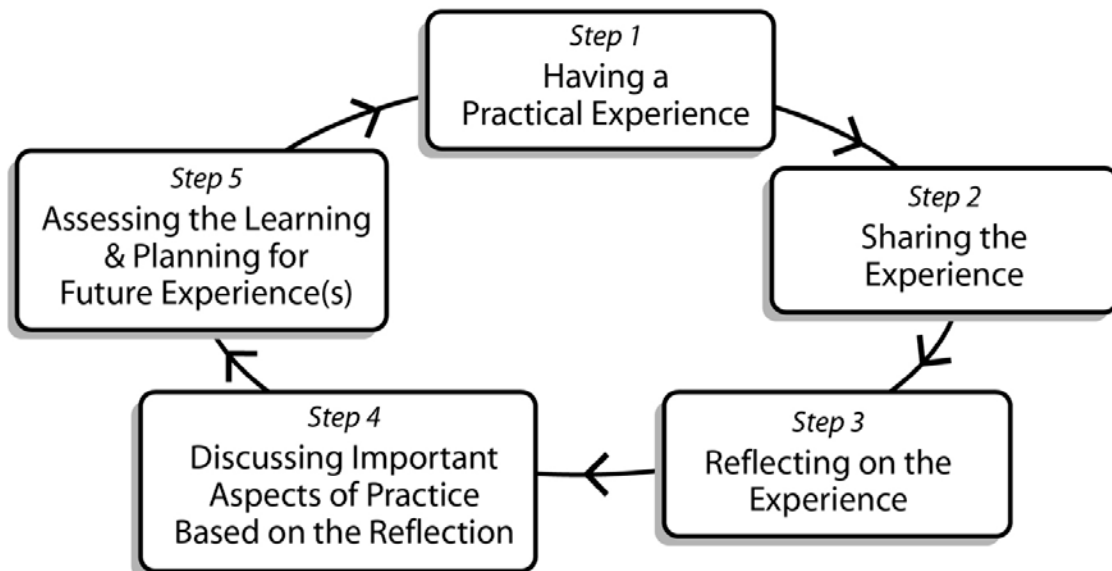 Step 1
Having a
Practical Experience
Step 2
Sharing the
Experience
Step 3
Reflecting on the
Experience
Step 4
Discussing Important
Aspects of Practice
Based on the Reflection
Step 5
Assessing the Learning
& Planning for
Future Experience(s)